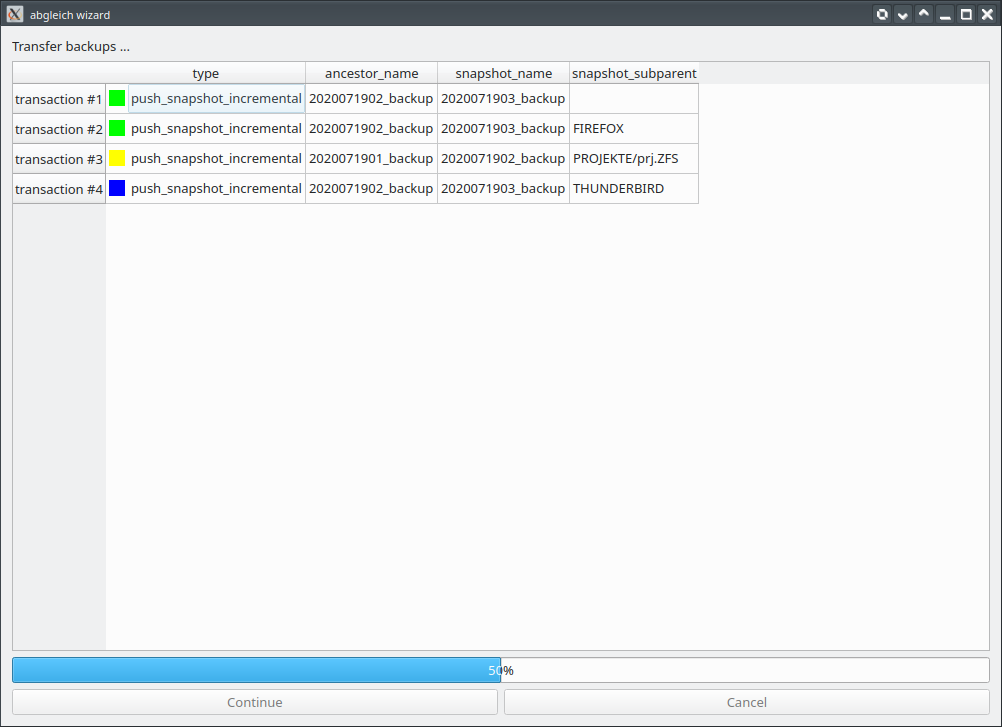 abgleich wizard
Transfer backups ...
type ancestor_name snapshot_name snapshot_subparent
transaction #1 push_snapshot_incremental 2020071902_backup 2020071903_backup
transaction #2 push_snapshot_incremental 2020071902_backup 2020071903_backup FIREFOX
transaction #3 push_snapshot_incremental 2020071901_backup 2020071902_backup PROJEKTE/prj.ZFS
transaction #4 push_snapshot_incremental 2020071902_backup 2020071903_backup THUNDERBIRD
50%
Continue Cancel